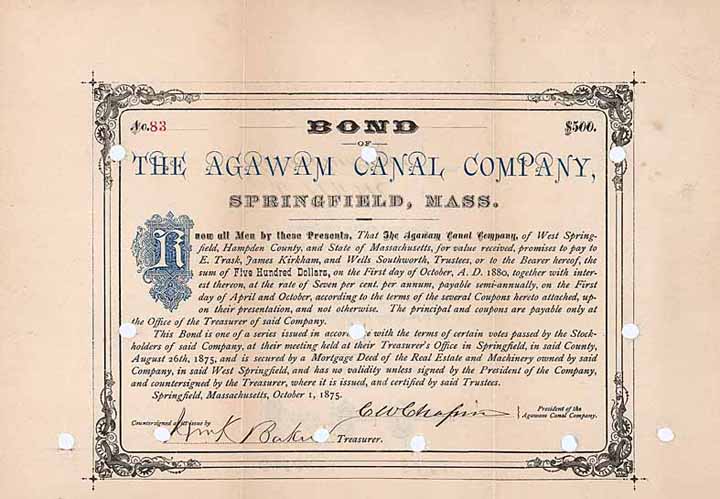 No. 83 BOND $500.
OF
THE AGAWAM CANAL COMPANY,
SPRINGFIELD, MASS.
Know all Men by these Presents, That The Agawam Canal Company, of West Spring-
field, Hampden County, and State of Massachusetts, for value received, promises to pay to
E. Trask, James Kirkham, and Wells Southworth, Trustees, or to the Bearer hereof, the
sum of Five Hundred Dollars, on the First day of October, A. D. 1880, together with inter-
est thereon, at the rate of Seven per cent. per annum, payable semi-annually, on the First
day of April and October, according to the terms of the several Coupons hereto attached, up-
on their presentation, and not otherwise. The principal and coupons are payable only at
the Office of the Treasurer of said Company.
This Bond is one of a series issued in accordance with the terms of certain votes passed by the Stock-
holders of said Company, at their meeting held at their Treasurer's Office in Springfield, in said County,
August 26th, 1875, and is secured by a Mortgage Deed of the Real Estate and Machinery owned by said
Company, in said West Springfield, and has no validity unless signed by the President of the Company,
and countersigned by the Treasurer, where it is issued, and certified by said Trustees.
Springfield, Massachusetts, October 1, 1875.
C W Chapin President of the
Agawam Canal Company.
Countersigned at issue by
Baker Treasurer.